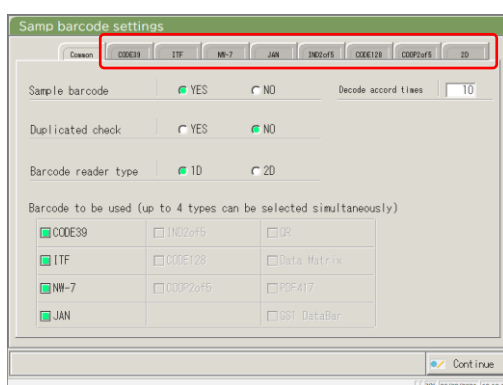 Samp barcode settings
Common CODE39 ITF NW-7 JAN IND2of5 CODE128 COOP2of5 2D
Sample barcode YES NO Decode accord times 10
Duplicated check YES NO
Barcode reader type 1D 2D
Barcode to be used (up to 4 types can be selected simultaneously)
CODE39 IND2of5 QR
ITF CODE128 Data Matrix
NW-7 COOP2of5 PDF417
JAN GS1 DataBar
Continue